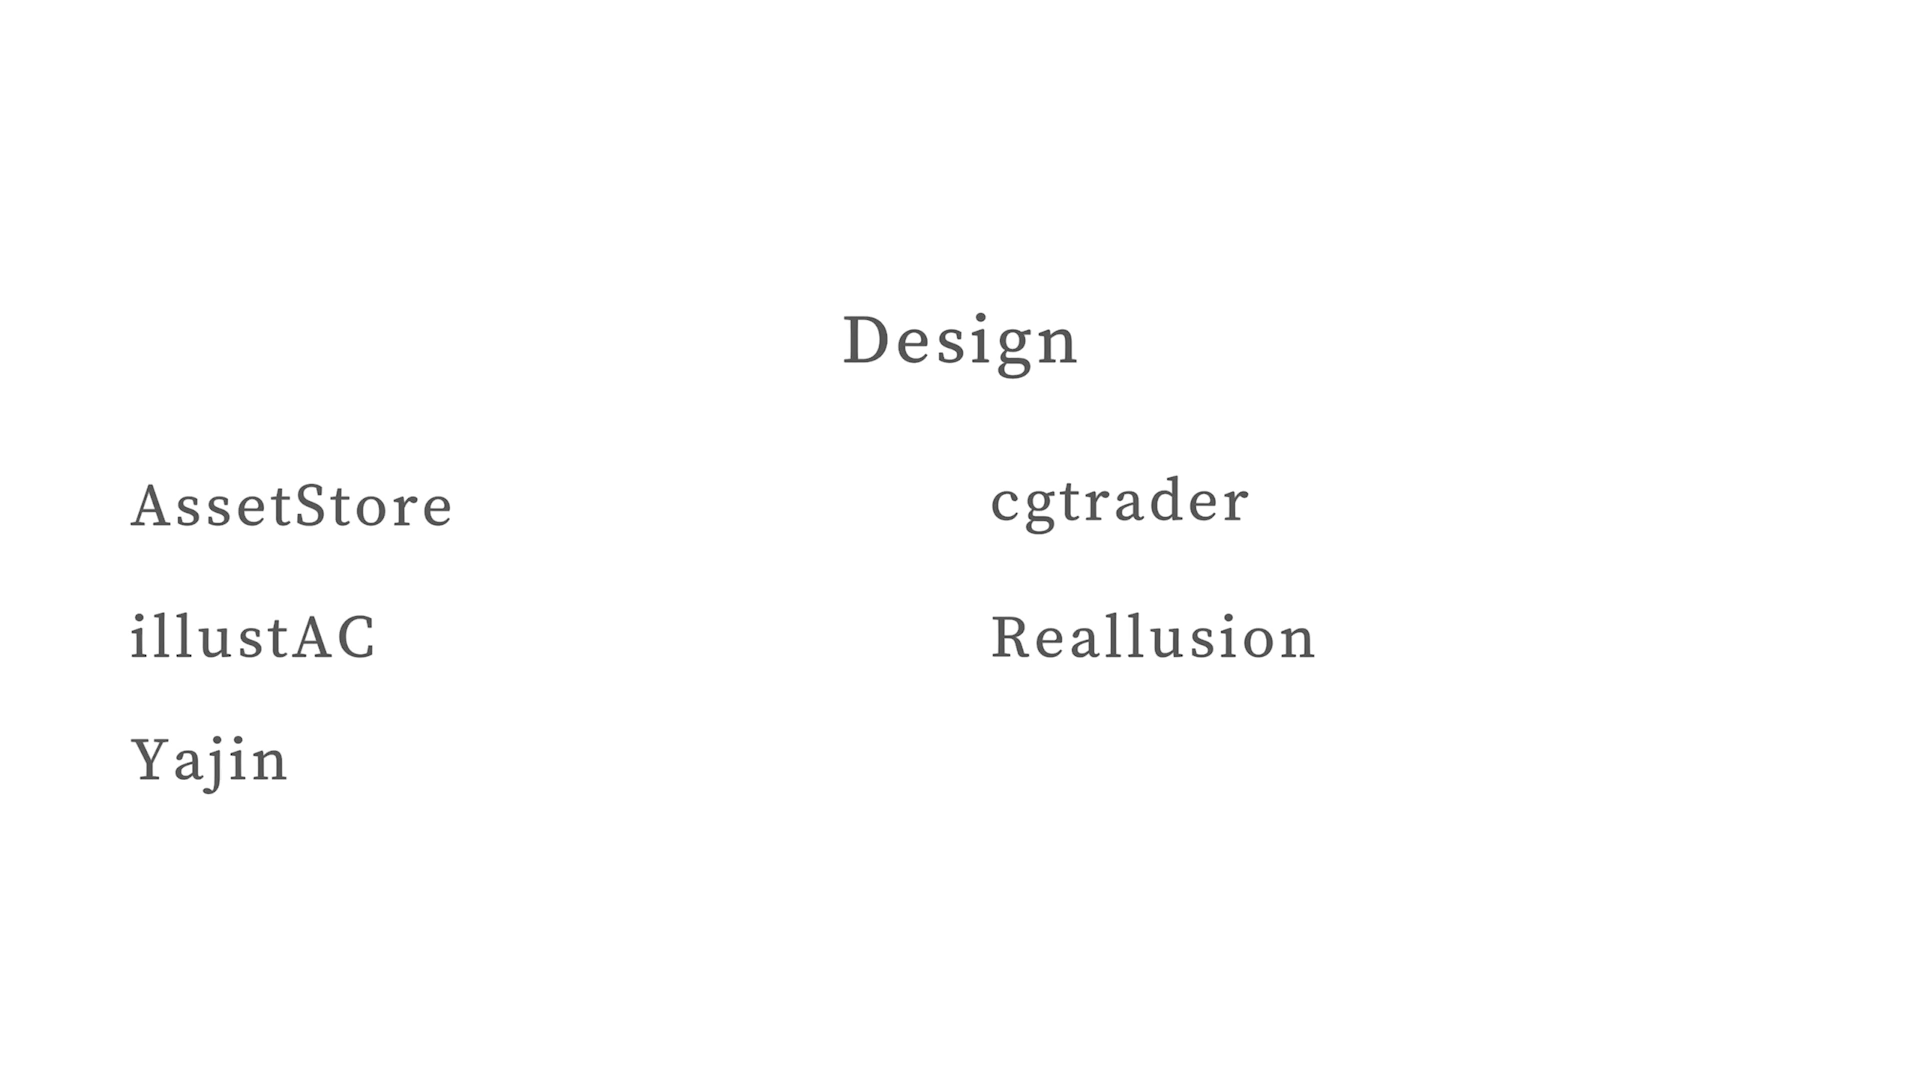 Design
AssetStore
cgtrader
illustAC
Reallusion
Yajin